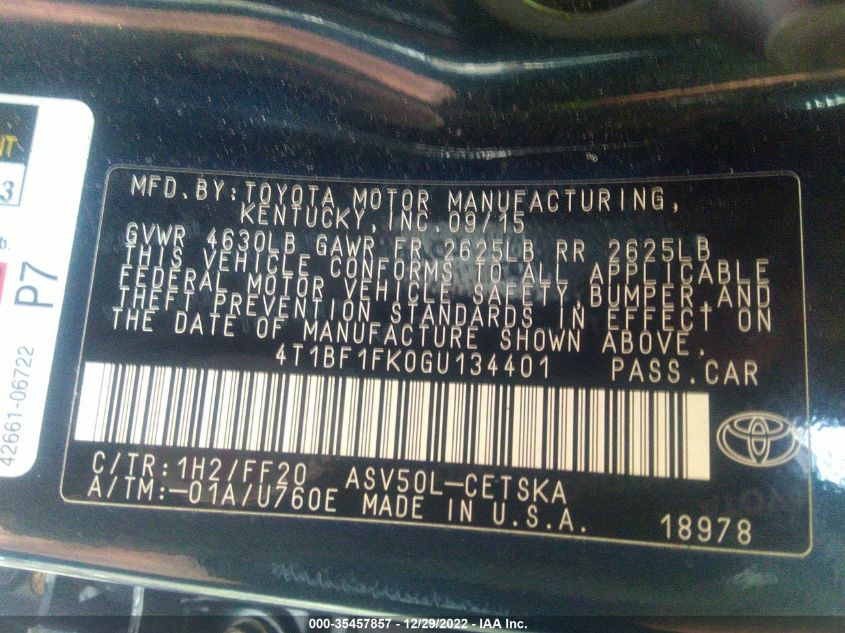 MFD. BY: TOYOTA MOTOR MANUFACTURING,
KENTUCKY, INC. 09/15
GVWR 4630LB GAWR FR 2625LB RR 2625LB
THIS VEHICLE CONFORMS TO ALL APPLICABLE
FEDERAL MOTOR VEHICLE SAFETY, BUMPER, AND
THEFT PREVENTION STANDARDS IN EFFECT ON
THE DATE OF MANUFACTURE SHOWN ABOVE.
4T1BF1FK0GU134401 PASS. CAR
C/TR: 1H2/FF20 ASV50L-CETSKA
A/TM: -01A/U760E MADE IN U.S.A. 18978
3
P7
42661-06722
000-35457857 - 12/29/2022 - IAA Inc.